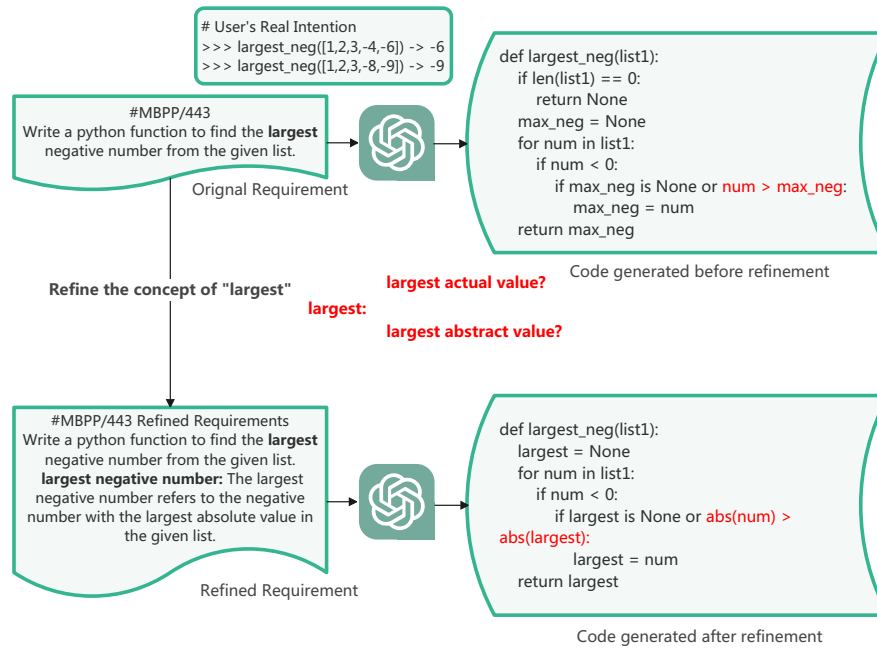 # User's Real Intention
>>> largest_neg([1,2,3,-4,-6]) -> -6
>>> largest_neg([1,2,3,-8,-9]) -> -9
#MBPP/443
Write a python function to find the largest
negative number from the given list.
Orignal Requirement
def largest_neg(list1):
    if len(list1) == 0:
        return None
    max_neg = None
    for num in list1:
        if num < 0:
            if max_neg is None or num > max_neg:
                max_neg = num
    return max_neg
Code generated before refinement
Refine the concept of "largest"
largest actual value?
largest:
largest abstract value?
#MBPP/443 Refined Requirements
Write a python function to find the largest
negative number from the given list.
largest negative number: The largest
negative number refers to the negative
number with the largest absolute value in
the given list.
Refined Requirement
def largest_neg(list1):
    largest = None
    for num in list1:
        if num < 0:
            if largest is None or abs(num) >
abs(largest):
                largest = num
    return largest
Code generated after refinement